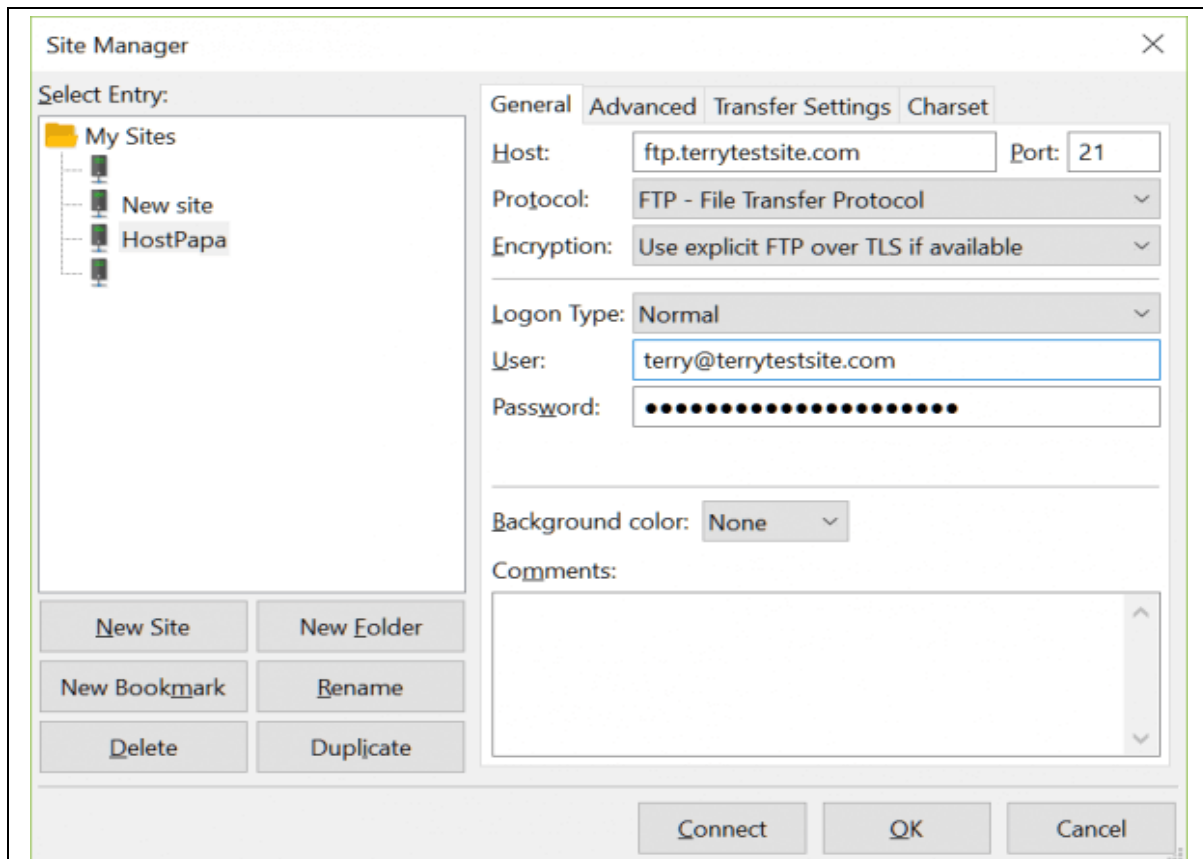 Site Manager
Select Entry:
My Sites
New site
HostPapa
New Site
New Folder
New Bookmark
Rename
Delete
Duplicate
General Advanced Transfer Settings Charset
Host: ftp.terrytestsite.com Port: 21
Protocol: FTP - File Transfer Protocol
Encryption: Use explicit FTP over TLS if available
Logon Type: Normal
User: terry@terrytestsite.com
Password: ●●●●●●●●●●●●●●●●●●●●●
Background color: None
Comments:
Connect OK Cancel